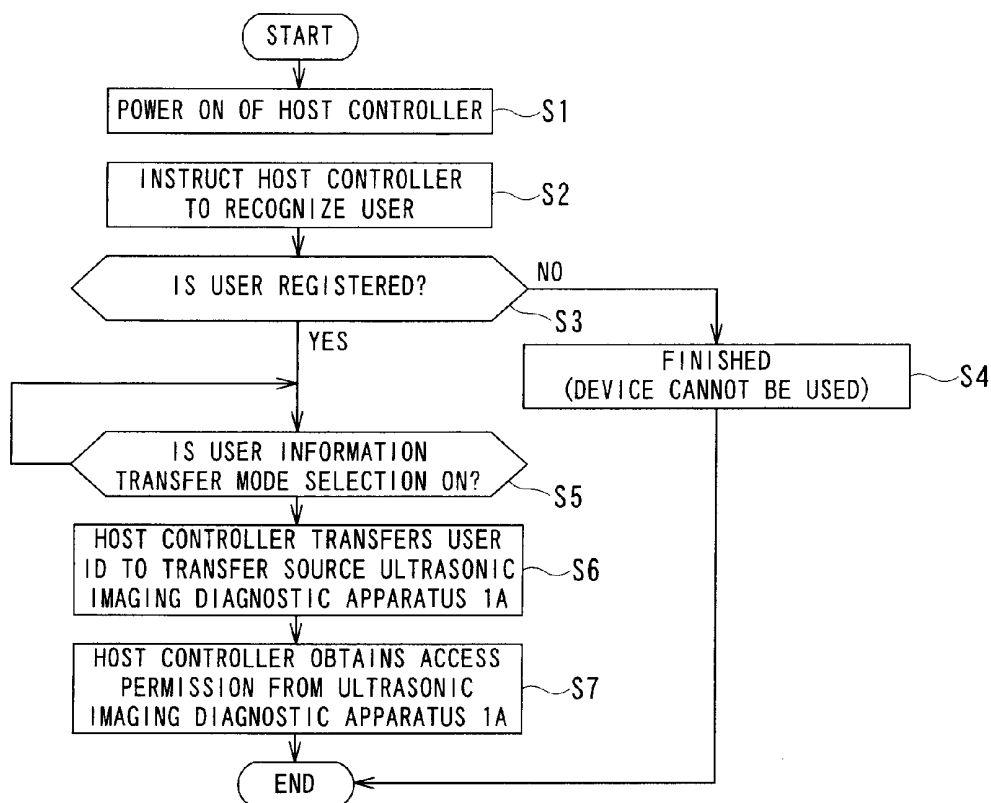 START
POWER ON OF HOST CONTROLLER
S1
INSTRUCT HOST CONTROLLER
TO RECOGNIZE USER
S2
IS USER REGISTERED?
NO
S3
YES
FINISHED
(DEVICE CANNOT BE USED)
S4
IS USER INFORMATION
TRANSFER MODE SELECTION ON?
S5
HOST CONTROLLER TRANSFERS USER
ID TO TRANSFER SOURCE ULTRASONIC
IMAGING DIAGNOSTIC APPARATUS 1A
S6
HOST CONTROLLER OBTAINS ACCESS
PERMISSION FROM ULTRASONIC
IMAGING DIAGNOSTIC APPARATUS 1A
S7
END